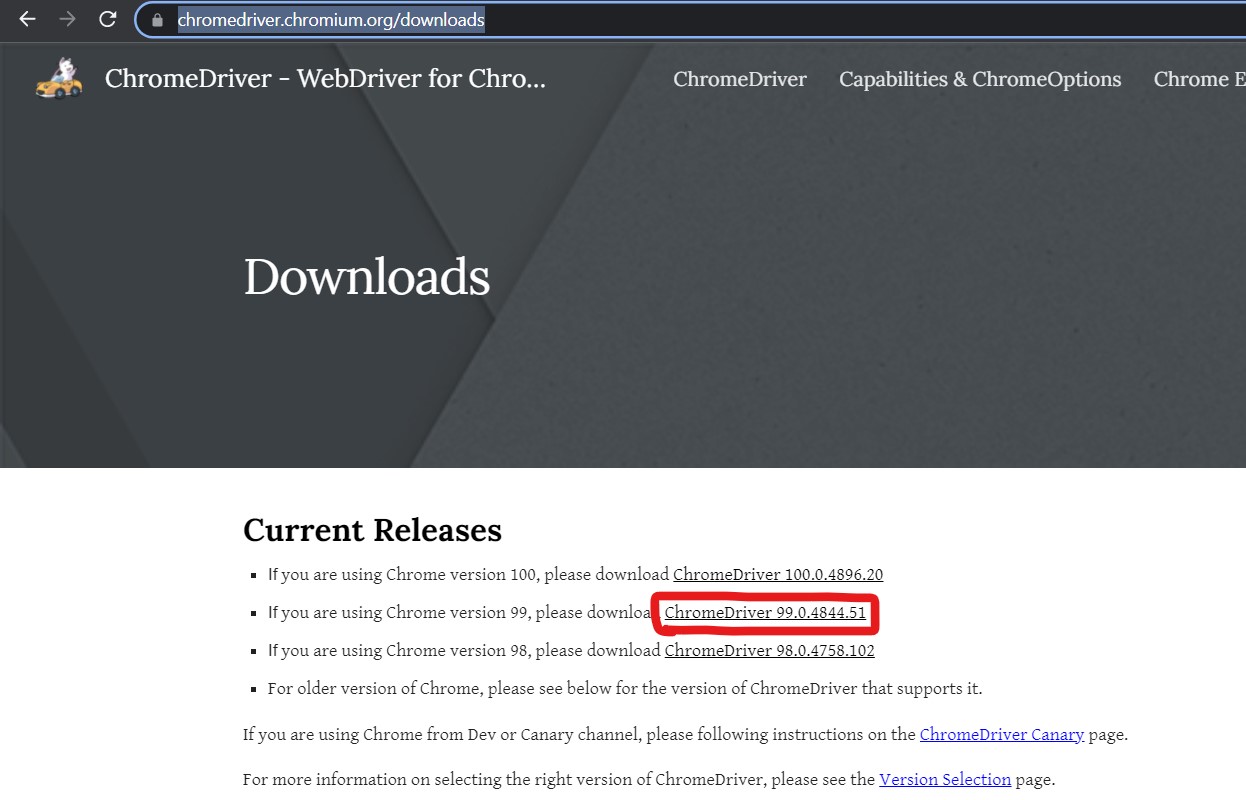 chromedriver.chromium.org/downloads
ChromeDriver - WebDriver for Chro...
ChromeDriver Capabilities & ChromeOptions Chrome E
Downloads
Current Releases
If you are using Chrome version 100, please download ChromeDriver 100.0.4896.20
If you are using Chrome version 99, please download ChromeDriver 99.0.4844.51
If you are using Chrome version 98, please download ChromeDriver 98.0.4758.102
For older version of Chrome, please see below for the version of ChromeDriver that supports it.
If you are using Chrome from Dev or Canary channel, please following instructions on the ChromeDriver Canary page.
For more information on selecting the right version of ChromeDriver, please see the Version Selection page.